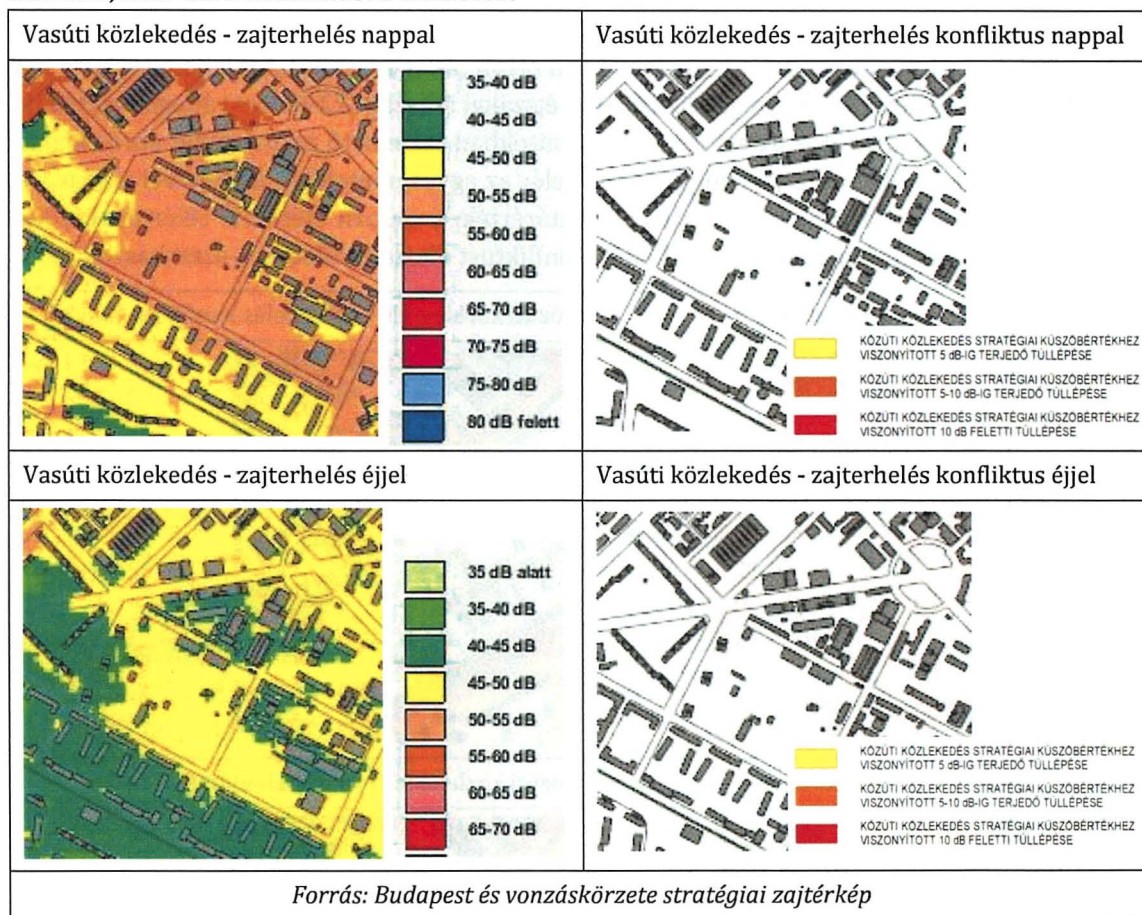 Vasúti közlekedés - zajterhelés nappal
Vasúti közlekedés - zajterhelés konfliktus nappal
35-40 dB
40-45 dB
45-50 dB
50-55 dB
55-60 dB
60-65 dB
65-70 dB
70-75 dB
75-80 dB
80 dB felett
KÖZÚTI KÖZLEKEDÉS STRATÉGIAI KÜSZÖBÉRTÉKHEZ
VISZONYÍTOTT 5 dB-IG TERJEDŐ TÚLLÉPÉSE
KÖZÚTI KÖZLEKEDÉS STRATÉGIAI KÜSZÖBÉRTÉKHEZ
VISZONYÍTOTT 5-10 dB-IG TERJEDŐ TÚLLÉPÉSE
KÖZÚTI KÖZLEKEDÉS STRATÉGIAI KÜSZÖBÉRTÉKHEZ
VISZONYÍTOTT 10 dB FELETTI TÚLLÉPÉSE
Vasúti közlekedés - zajterhelés éjjel
Vasúti közlekedés - zajterhelés konfliktus éjjel
35 dB alatt
35-40 dB
40-45 dB
45-50 dB
50-55 dB
55-60 dB
60-65 dB
65-70 dB
KÖZÚTI KÖZLEKEDÉS STRATÉGIAI KÜSZÖBÉRTÉKHEZ
VISZONYÍTOTT 5 dB-IG TERJEDŐ TÚLLÉPÉSE
KÖZÚTI KÖZLEKEDÉS STRATÉGIAI KÜSZÖBÉRTÉKHEZ
VISZONYÍTOTT 5-10 dB-IG TERJEDŐ TÚLLÉPÉSE
KÖZÚTI KÖZLEKEDÉS STRATÉGIAI KÜSZÖBÉRTÉKHEZ
VISZONYÍTOTT 10 dB FELETTI TÚLLÉPÉSE
Forrás: Budapest és vonzáskörzete stratégiai zajtérkép